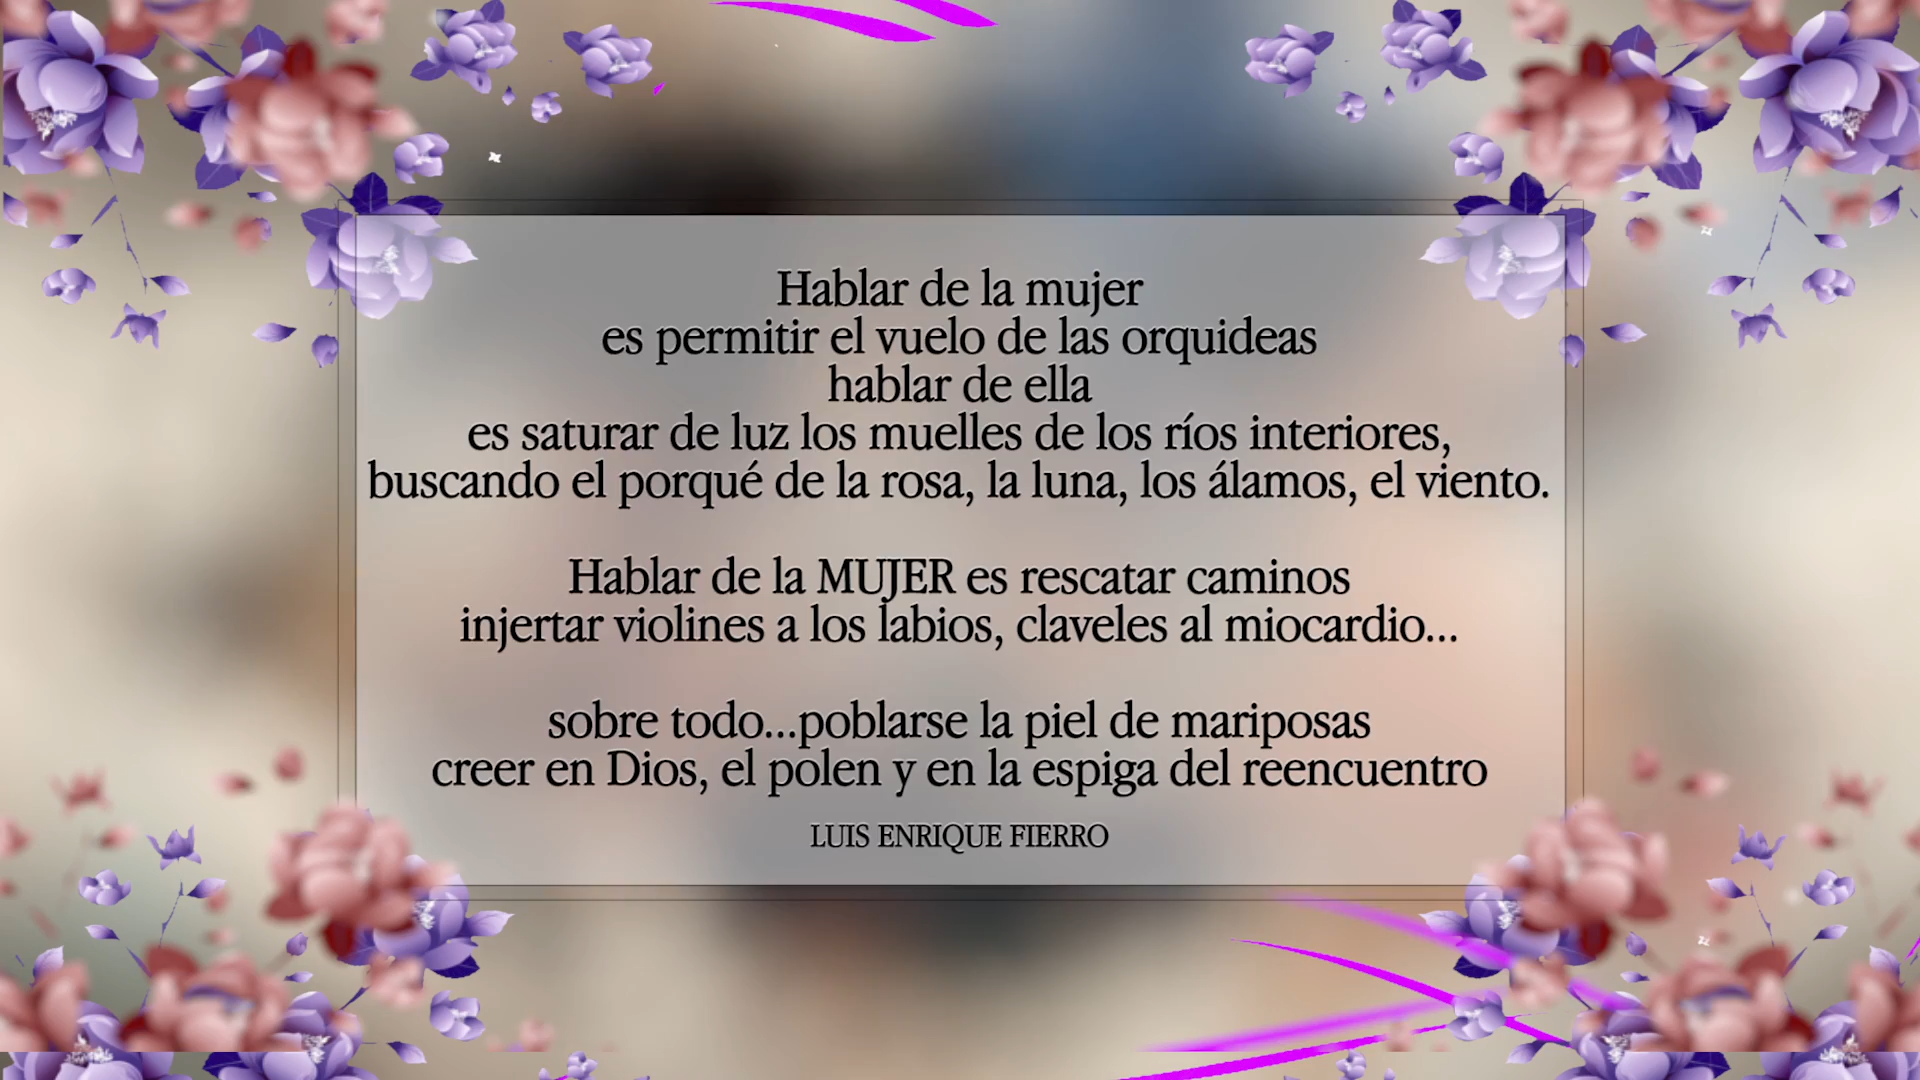 Hablar de la mujer
es permitir el vuelo de las orquideas
hablar de ella
es saturar de luz los muelles de los ríos interiores,
buscando el porqué de la rosa, la luna, los álamos, el viento.
Hablar de la MUJER es rescatar caminos
injertar violines a los labios, claveles al miocardio...
sobre todo...poblarse la piel de mariposas
creer en Dios, el polen y en la espiga del reencuentro
LUIS ENRIQUE FIERRO